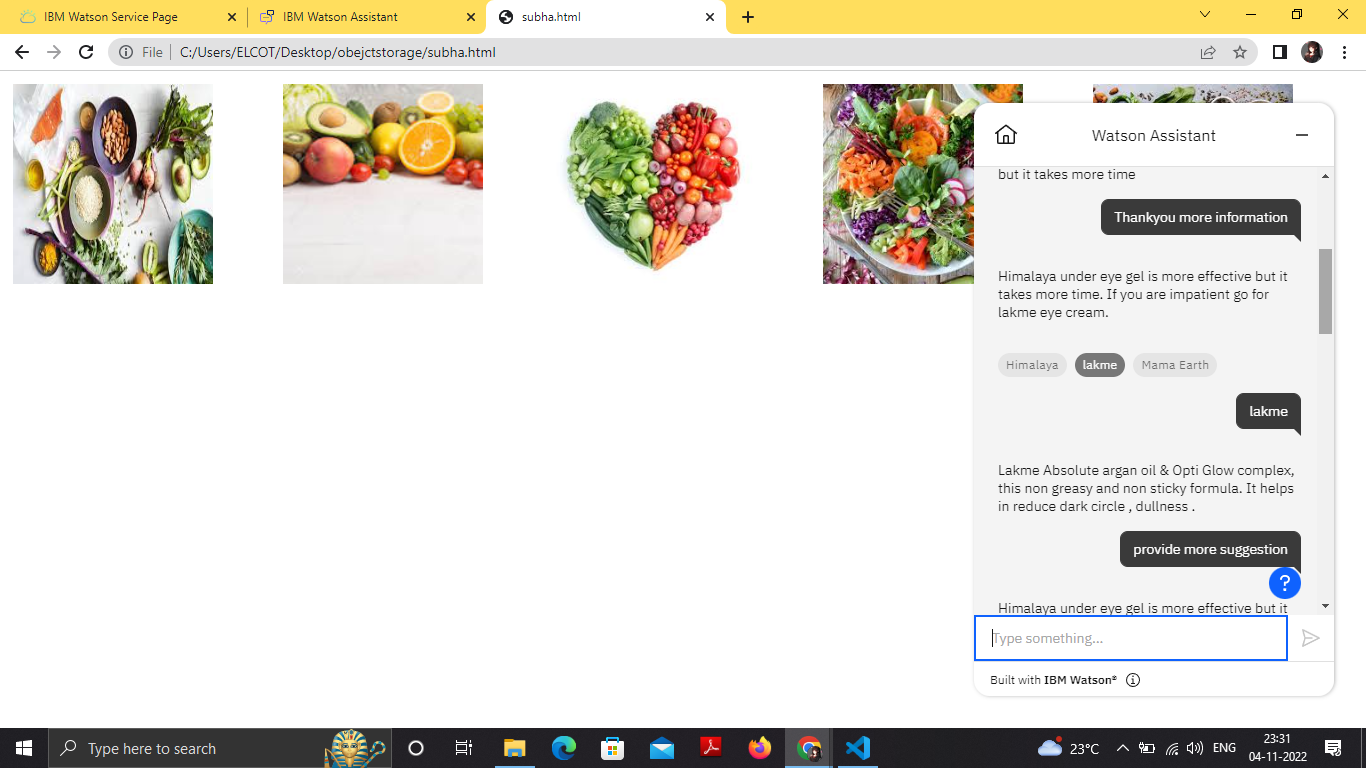 IBM Watson Service Page
IBM Watson Assistant
subha.html
File
C:/Users/ELCOT/Desktop/obejctstorage/subha.html
Watson Assistant
but it takes more time
Thankyou more information
Himalaya under eye gel is more effective but it
takes more time. If you are impatient go for
lakme eye cream.
Himalaya
lakme
Mama Earth
lakme
Lakme Absolute argan oil & Opti Glow complex,
this non greasy and non sticky formula. It helps
in reduce dark circle , dullness .
provide more suggestion
?
Himalaya under eye gel is more effective but it
Type something...
Built with IBM Watson®
Type here to search
23°C
ENG
23:31
04-11-2022